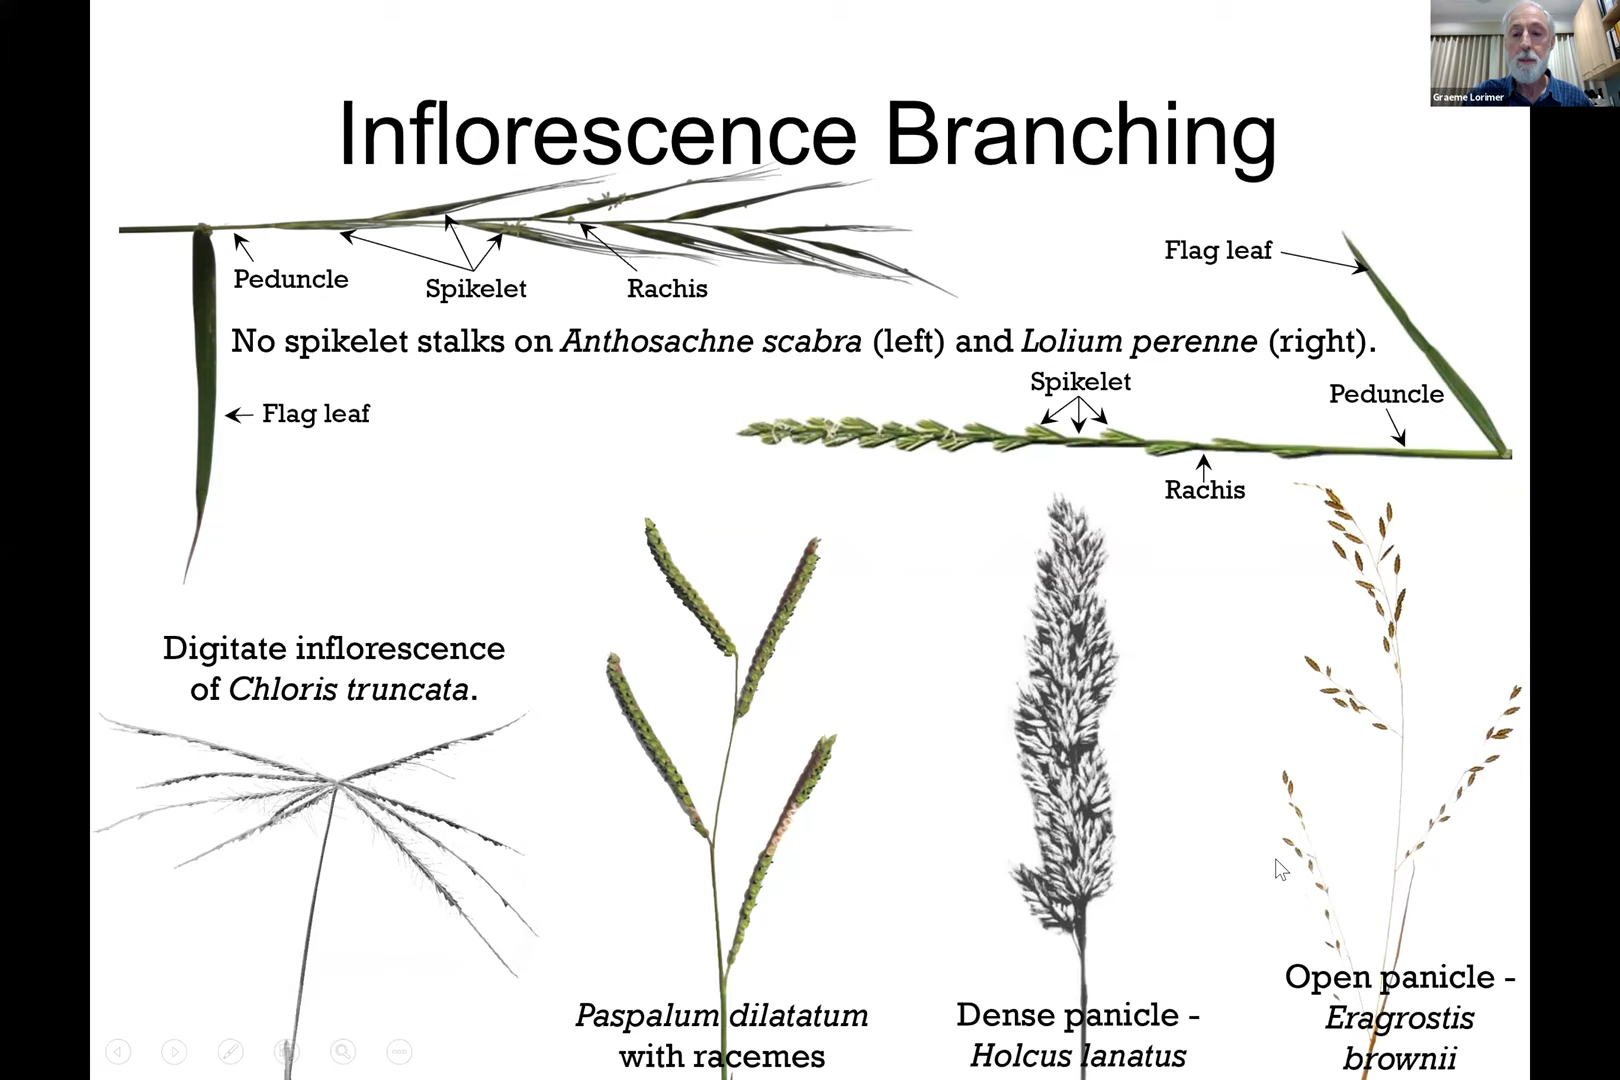 Graeme Lorimer
Inflorescence Branching
Peduncle
Spikelet
Rachis
Flag leaf
No spikelet stalks on Anthosachne scabra (left) and Lolium perenne (right).
Flag leaf
Spikelet
Peduncle
Rachis
Digitate inflorescence
of Chloris truncata.
Paspalum dilatatum
with racemes
Dense panicle -
Holcus lanatus
Open panicle -
Eragrostis
brownii